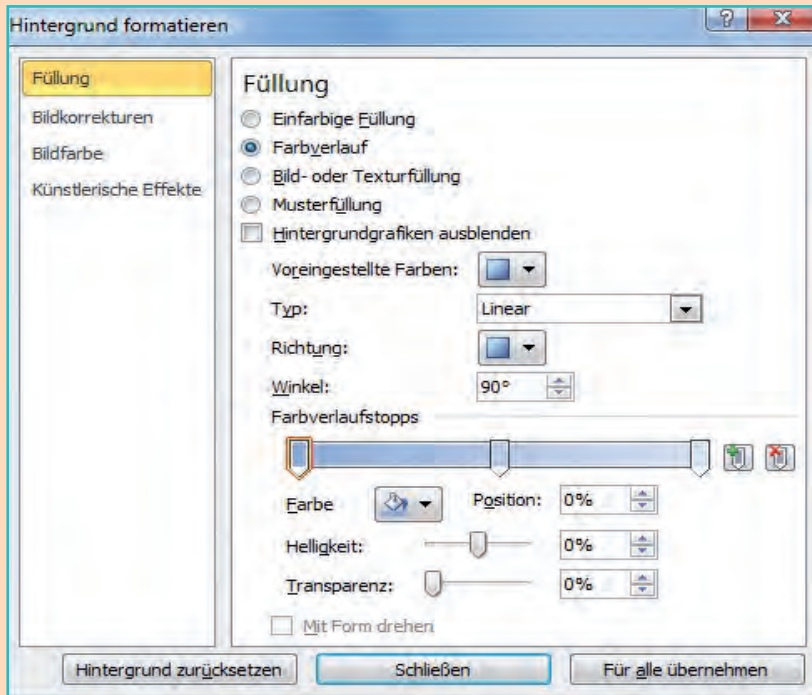 Hintergrund formatieren
Füllung
Bildkorrekturen
Bildfarbe
Künstlerische Effekte
Füllung
Einfarbige Füllung
Farbverlauf
Bild- oder Texturfüllung
Musterfüllung
Hintergrundgrafiken ausblenden
Voreingestellte Farben:
Typ: Linear
Richtung:
Winkel: 90°
Farbverlaufstopps
Farbe Position: 0%
Helligkeit: 0%
Transparenz: 0%
Mit Form drehen
Hintergrund zurücksetzen Schließen Für alle übernehmen